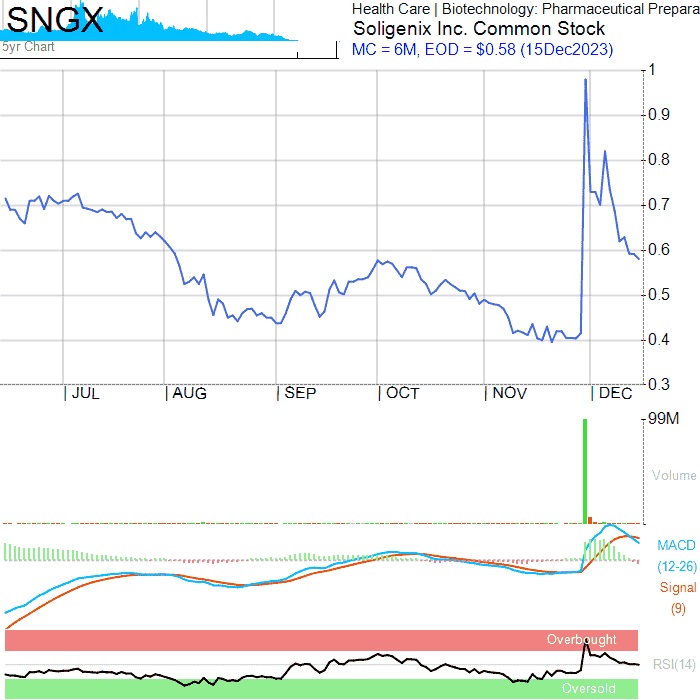 SNGX
5yr Chart
Health Care | Biotechnology: Pharmaceutical Prepara
Soligenix Inc. Common Stock
MC = 6M, EOD = $0.58 (15Dec2023)
1
0.9
0.8
0.7
0.6
0.5
0.4
0.3
| JUL | AUG | SEP | OCT | NOV | DEC
99M
Volume
MACD
(12-26)
Signal
(9)
Overbought
RSI(14)
Oversold